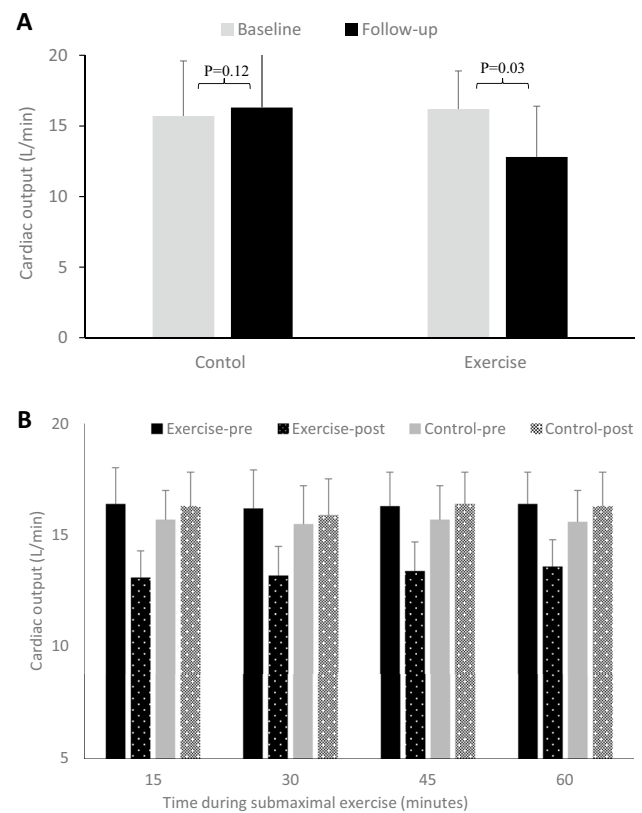 A
Baseline Follow-up
20
15
10
5
0
Cardiac output (L/min)
P=0.12
P=0.03
Contol Exercise
B
Exercise-pre Exercise-post Control-pre Control-post
20
15
10
5
Cardiac output (L/min)
15 30 45 60
Time during submaximal exercise (minutes)